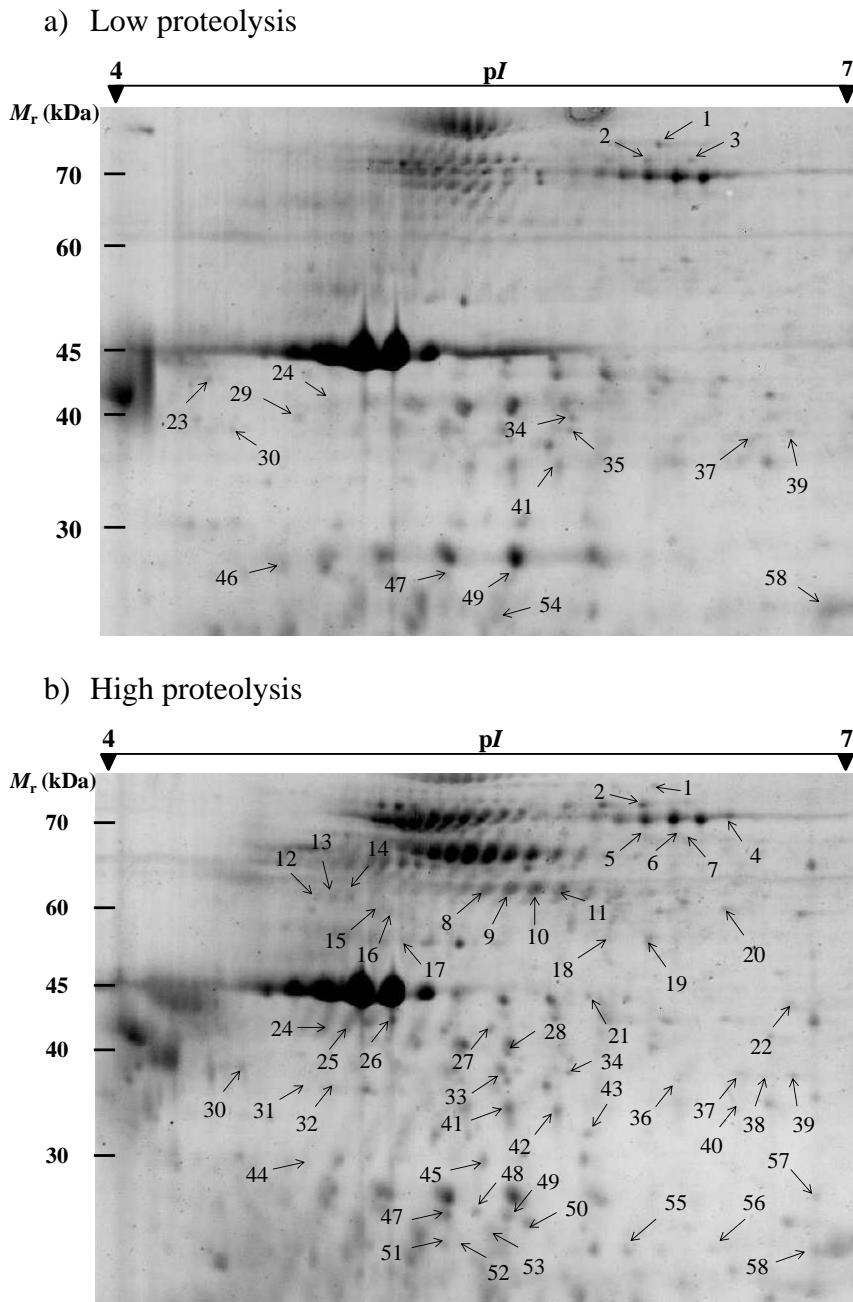 a) Low proteolysis
4 pI 7
Mr (kDa)
1
2 3
70
60
45
24
29
23
40
34
30 35 37 39
41
30
46
47
49 54 58
b) High proteolysis
4 pI 7
Mr (kDa)
1
2
70
5 6 7 4
13
12 14
60
8 9 10 11
15
16 17 18 19 20
45
24 25 26 27 28 21 22
40
34
33
30 31 32 43 36 37 38 39
41
42 40
30
44 45 48 49 57
47 50 55 56
51 52 53 58